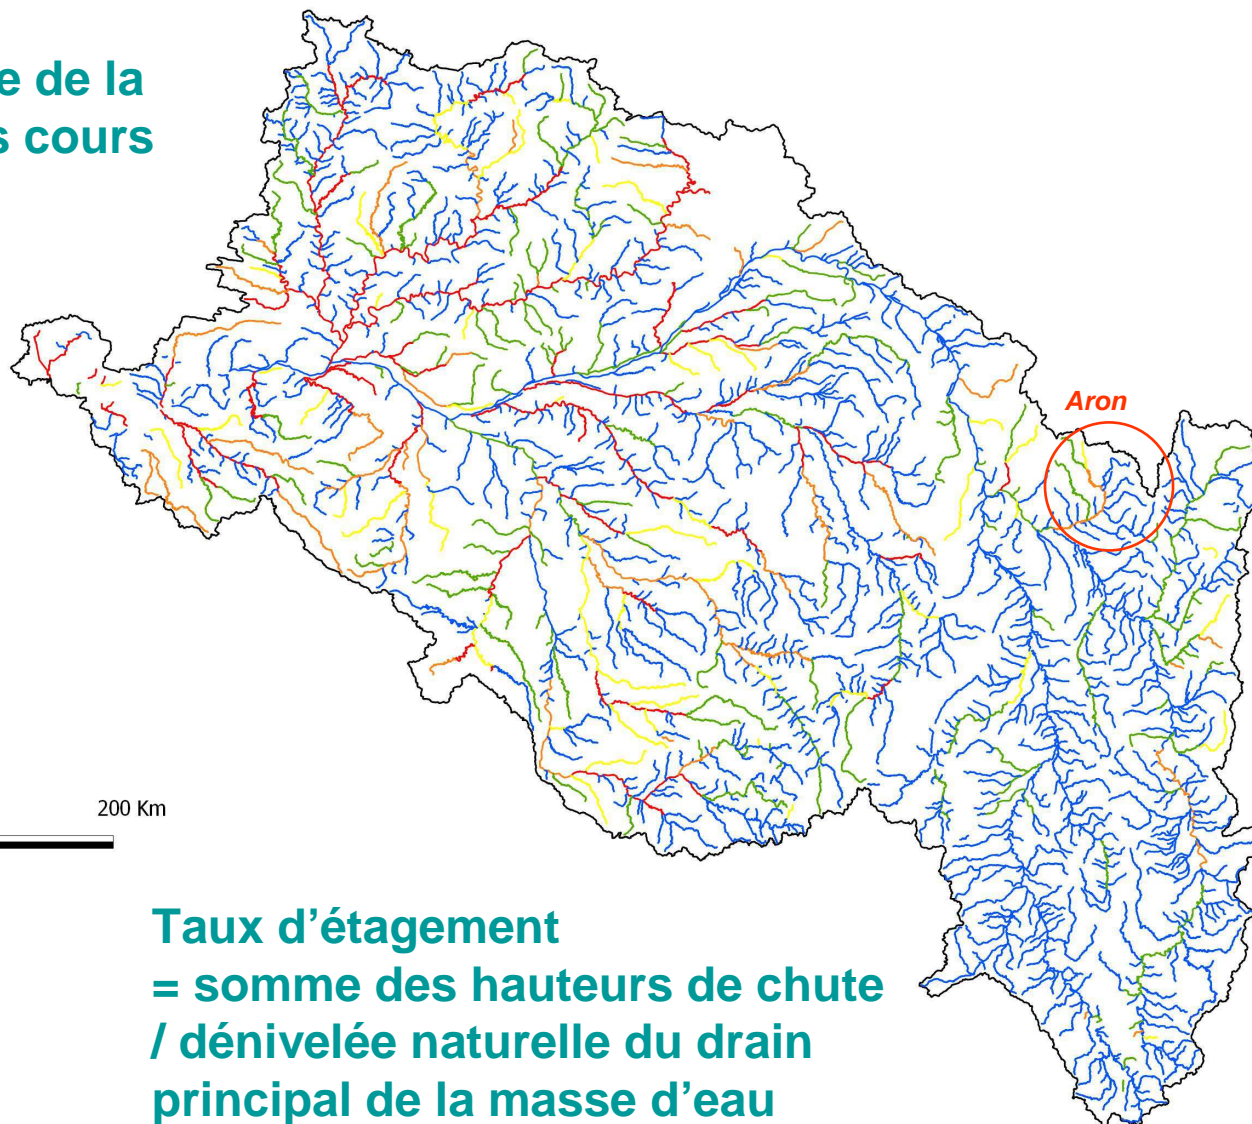 e de la
s cours
Aron
200 Km
Taux d’étagement
= somme des hauteurs de chute
/ dénivelée naturelle du drain
principal de la masse d’eau